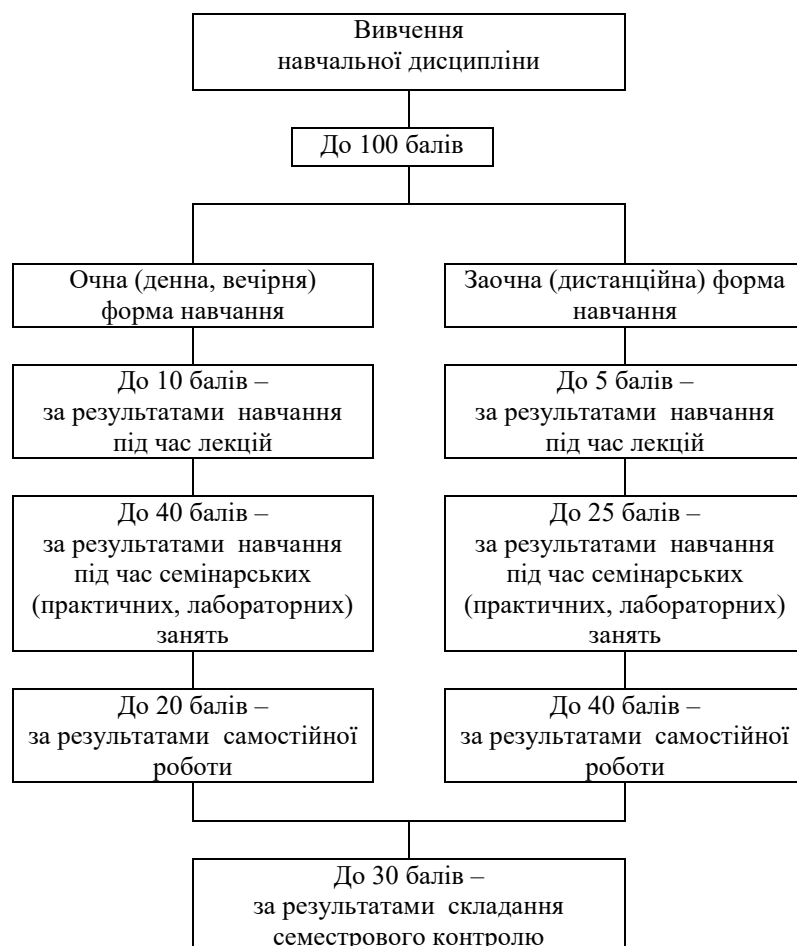 Вивчення
навчальної дисципліни
До 100 балів
Очна (денна, вечірня)
форма навчання
Заочна (дистанційна) форма
навчання
До 10 балів –
за результатами навчання
під час лекцій
До 5 балів –
за результатами навчання
під час лекцій
До 40 балів –
за результатами навчання
під час семінарських
(практичних, лабораторних)
занять
До 25 балів –
за результатами навчання
під час семінарських
(практичних, лабораторних)
занять
До 20 балів –
за результатами самостійної
роботи
До 40 балів –
за результатами самостійної
роботи
До 30 балів –
за результатами складання
семестрового контролю